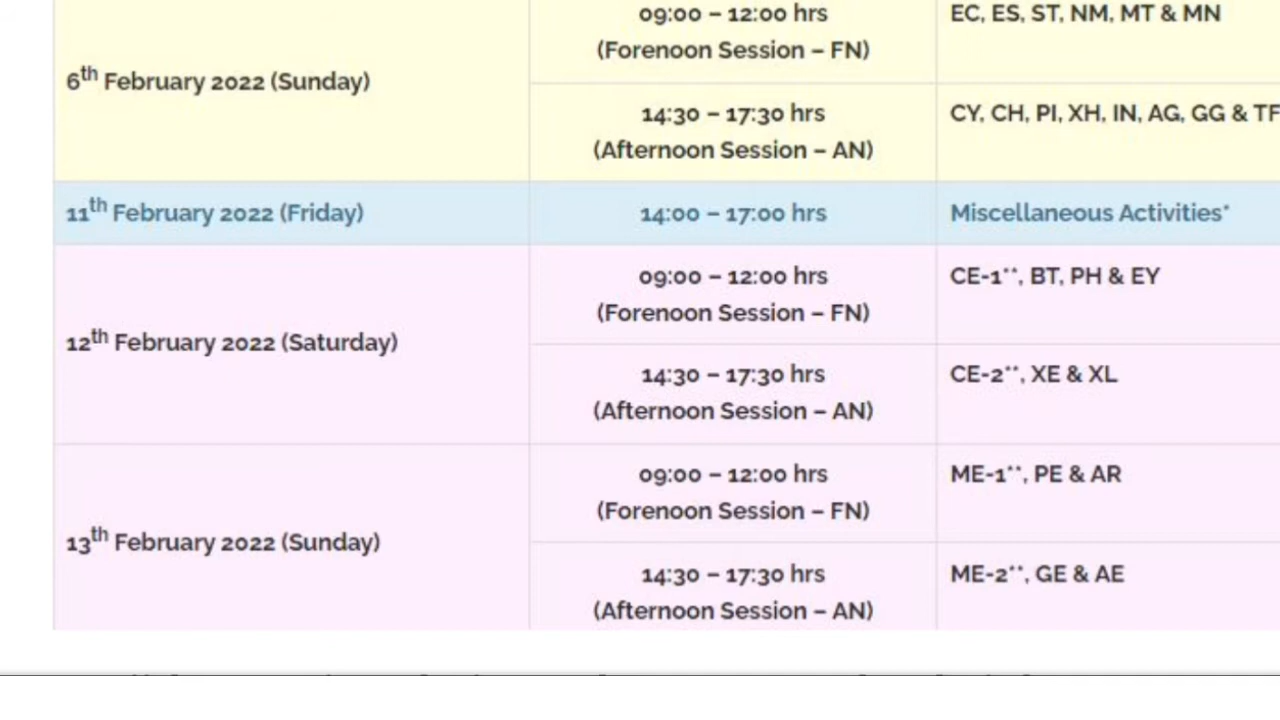 09:00 – 12:00 hrs
(Forenoon Session – FN)
EC, ES, ST, NM, MT & MN
6th February 2022 (Sunday)
14:30 – 17:30 hrs
(Afternoon Session – AN)
CY, CH, PI, XH, IN, AG, GG & TF
11th February 2022 (Friday)
14:00 – 17:00 hrs
Miscellaneous Activities*
12th February 2022 (Saturday)
09:00 – 12:00 hrs
(Forenoon Session – FN)
CE-1**, BT, PH & EY
14:30 – 17:30 hrs
(Afternoon Session – AN)
CE-2**, XE & XL
13th February 2022 (Sunday)
09:00 – 12:00 hrs
(Forenoon Session – FN)
ME-1**, PE & AR
14:30 – 17:30 hrs
(Afternoon Session – AN)
ME-2**, GE & AE